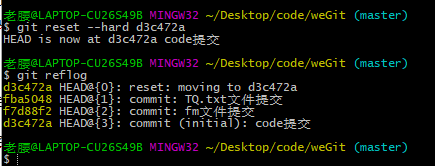 老腰@LAPTOP-CU26S49B MINGW32 ~/Desktop/code/weGit (master)
$ git reset --hard d3c472a
HEAD is now at d3c472a code提交
老腰@LAPTOP-CU26S49B MINGW32 ~/Desktop/code/weGit (master)
$ git reflog
d3c472a HEAD@{0}: reset: moving to d3c472a
fba5048 HEAD@{1}: commit: TQ.txt文件提交
f7d88f2 HEAD@{2}: commit: fm文件提交
d3c472a HEAD@{3}: commit (initial): code提交
老腰@LAPTOP-CU26S49B MINGW32 ~/Desktop/code/weGit (master)
$